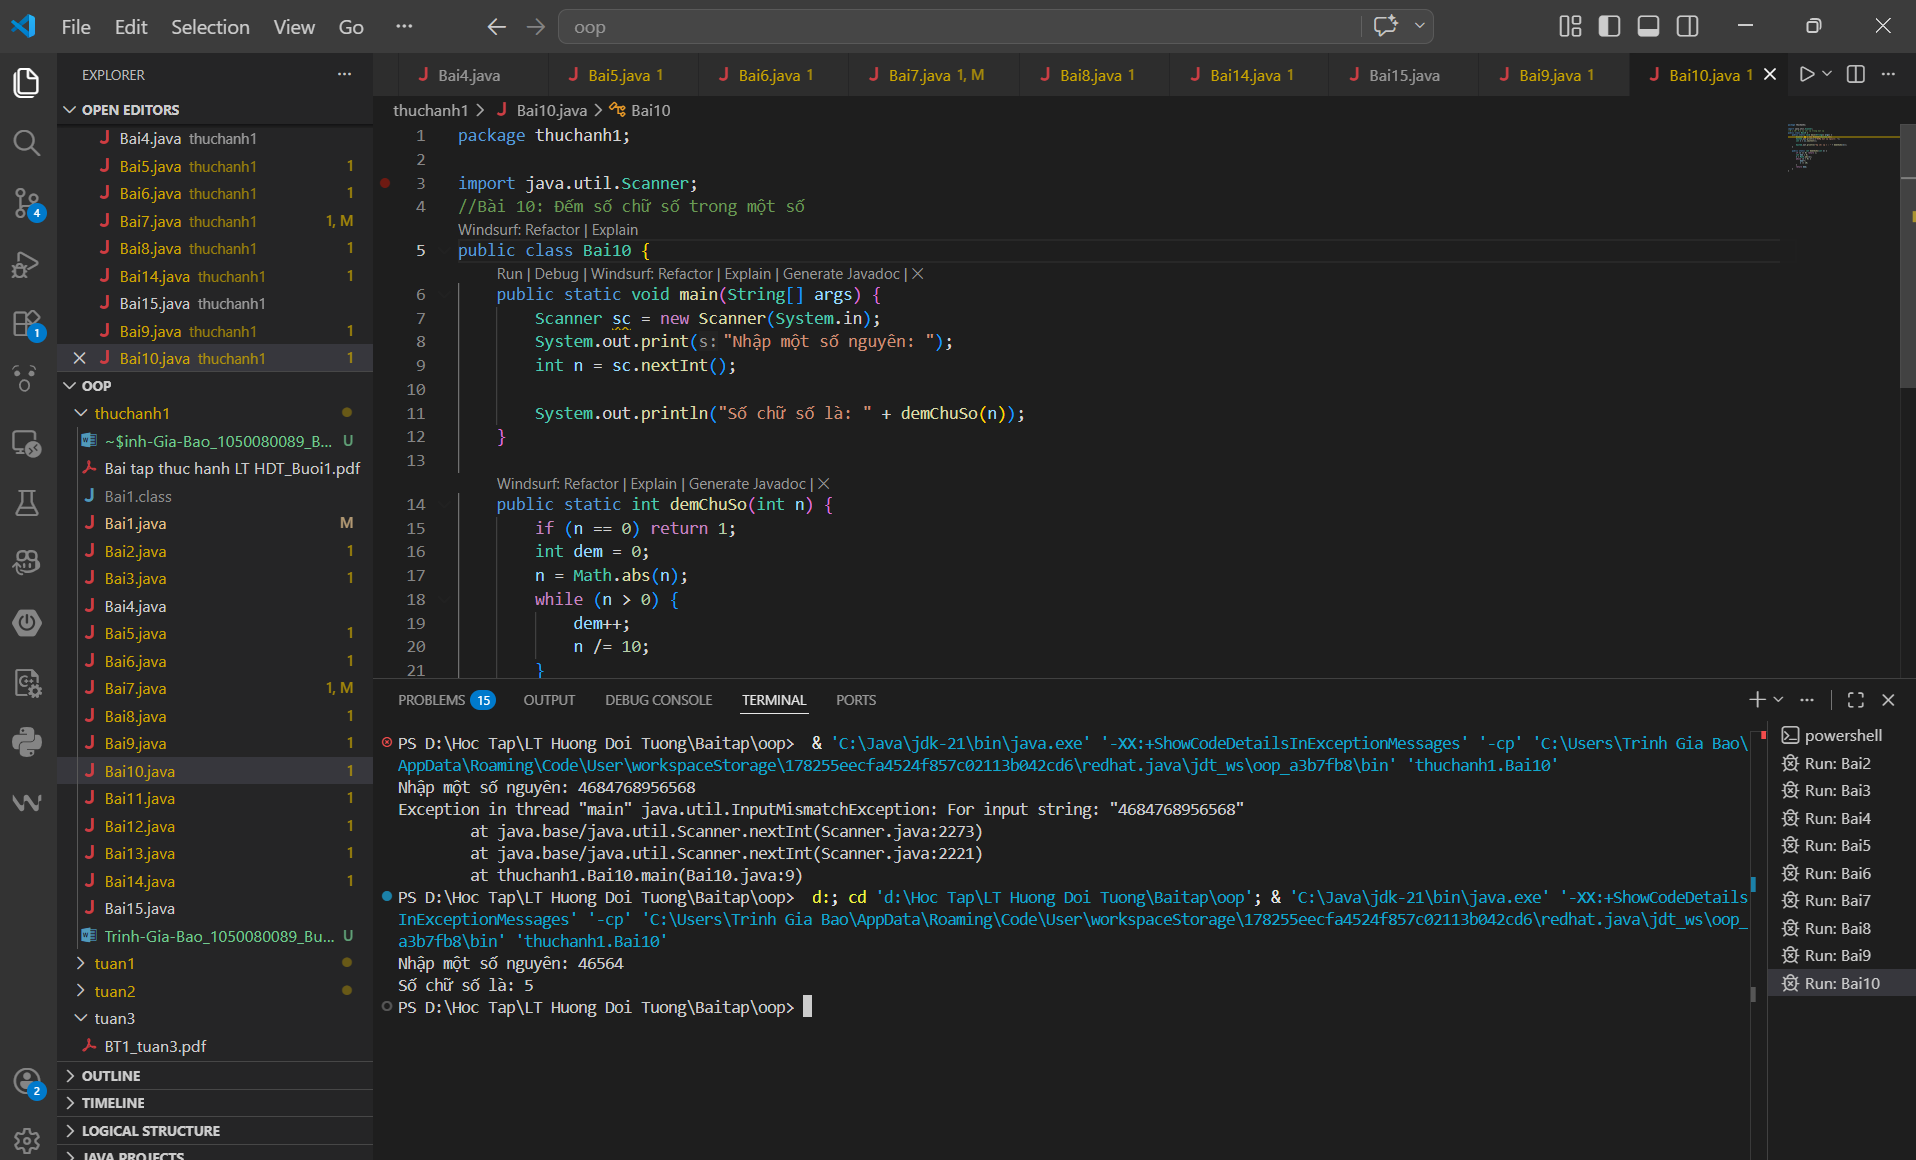 File Edit Selection View Go ···
oop
EXPLORER ···
OPEN EDITORS
Bai4.java thuchanh1
Bai5.java thuchanh1 1
Bai6.java thuchanh1 1
Bai7.java thuchanh1 1, M
Bai8.java thuchanh1 1
Bai14.java thuchanh1 1
Bai15.java thuchanh1
Bai9.java thuchanh1 1
Bai10.java thuchanh1 1
OOP
thuchanh1
~$inh-Gia-Bao_1050080089_B... U
Bai tap thuc hanh LT HDT_Buoi1.pdf
Bai1.class
Bai1.java M
Bai2.java 1
Bai3.java 1
Bai4.java
Bai5.java 1
Bai6.java 1
Bai7.java 1, M
Bai8.java 1
Bai9.java 1
Bai10.java 1
Bai11.java 1
Bai12.java 1
Bai13.java 1
Bai14.java 1
Bai15.java
Trinh-Gia-Bao_1050080089_Bu... U
tuan1
tuan2
tuan3
BT1_tuan3.pdf
OUTLINE
TIMELINE
LOGICAL STRUCTURE
JAVA PROJECTS
4
1
2
Bai4.java Bai5.java 1 Bai6.java 1 Bai7.java 1, M Bai8.java 1 Bai14.java 1 Bai15.java Bai9.java 1 Bai10.java 1
thuchanh1 > Bai10.java > Bai10
1 package thuchanh1;
2
3 import java.util.Scanner;
4 //Bài 10: Đếm số chữ số trong một số
Windsurf: Refactor | Explain
5 public class Bai10 {
Run | Debug | Windsurf: Refactor | Explain | Generate Javadoc | ✕
6 public static void main(String[] args) {
7 Scanner sc = new Scanner(System.in);
8 System.out.print(s: "Nhập một số nguyên: ");
9 int n = sc.nextInt();
10
11 System.out.println("Số chữ số là: " + demChuSo(n));
12 }
13
Windsurf: Refactor | Explain | Generate Javadoc | ✕
14 public static int demChuSo(int n) {
15 if (n == 0) return 1;
16 int dem = 0;
17 n = Math.abs(n);
18 while (n > 0) {
19 dem++;
20 n /= 10;
21 }
PROBLEMS 15 OUTPUT DEBUG CONSOLE TERMINAL PORTS
PS D:\Hoc Tap\LT Huong Doi Tuong\Baitap\oop> & 'C:\Java\jdk-21\bin\java.exe' '-XX:+ShowCodeDetailsInExceptionMessages' '-cp' 'C:\Users\Trinh Gia Bao\
AppData\Roaming\Code\User\workspaceStorage\178255eecfa4524f857c02113b042cd6\redhat.java\jdt_ws\oop_a3b7fb8\bin' 'thuchanh1.Bai10'
Nhập một số nguyên: 4684768956568
Exception in thread "main" java.util.InputMismatchException: For input string: "4684768956568"
at java.base/java.util.Scanner.nextInt(Scanner.java:2273)
at java.base/java.util.Scanner.nextInt(Scanner.java:2221)
at thuchanh1.Bai10.main(Bai10.java:9)
PS D:\Hoc Tap\LT Huong Doi Tuong\Baitap\oop> d:; cd 'd:\Hoc Tap\LT Huong Doi Tuong\Baitap\oop'; & 'C:\Java\jdk-21\bin\java.exe' '-XX:+ShowCodeDetails
InExceptionMessages' '-cp' 'C:\Users\Trinh Gia Bao\AppData\Roaming\Code\User\workspaceStorage\178255eecfa4524f857c02113b042cd6\redhat.java\jdt_ws\oop_
a3b7fb8\bin' 'thuchanh1.Bai10'
Nhập một số nguyên: 46564
Số chữ số là: 5
PS D:\Hoc Tap\LT Huong Doi Tuong\Baitap\oop>
powershell
Run: Bai2
Run: Bai3
Run: Bai4
Run: Bai5
Run: Bai6
Run: Bai7
Run: Bai8
Run: Bai9
Run: Bai10